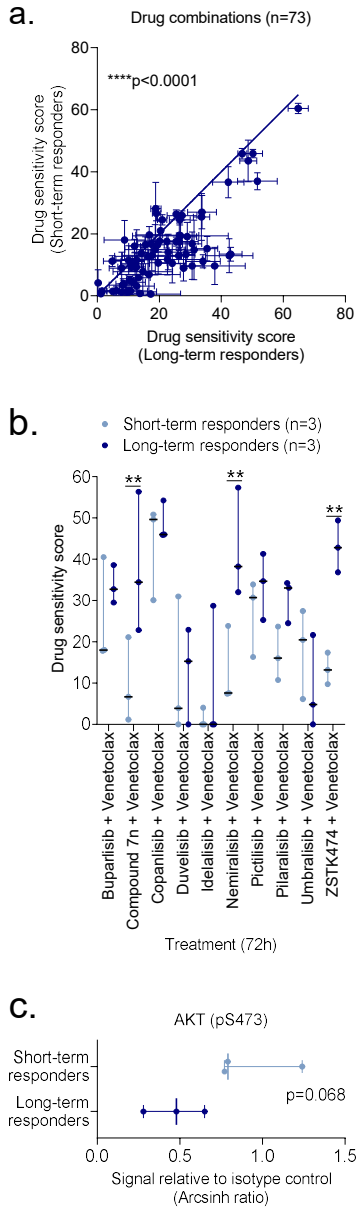 a.
Drug combinations (n=73)
****p<0.0001
Drug sensitivity score
(Short-term responders)
80
60
40
20
0
0 20 40 60 80
Drug sensitivity score
(Long-term responders)
b.
Short-term responders (n=3)
Long-term responders (n=3)
Drug sensitivity score
60
50
40
30
20
10
0
** ** **
Buparlisib + Venetoclax
Compound 7n + Venetoclax
Copanlisib + Venetoclax
Duvelisib + Venetoclax
Idelalisib + Venetoclax
Nemiralisib + Venetoclax
Pictilisib + Venetoclax
Pilaralisib + Venetoclax
Umbralisib + Venetoclax
ZSTK474 + Venetoclax
Treatment (72h)
c.
AKT (pS473)
Short-term
responders
Long-term
responders
p=0.068
0.0 0.5 1.0 1.5
Signal relative to isotype control
(Arcsinh ratio)